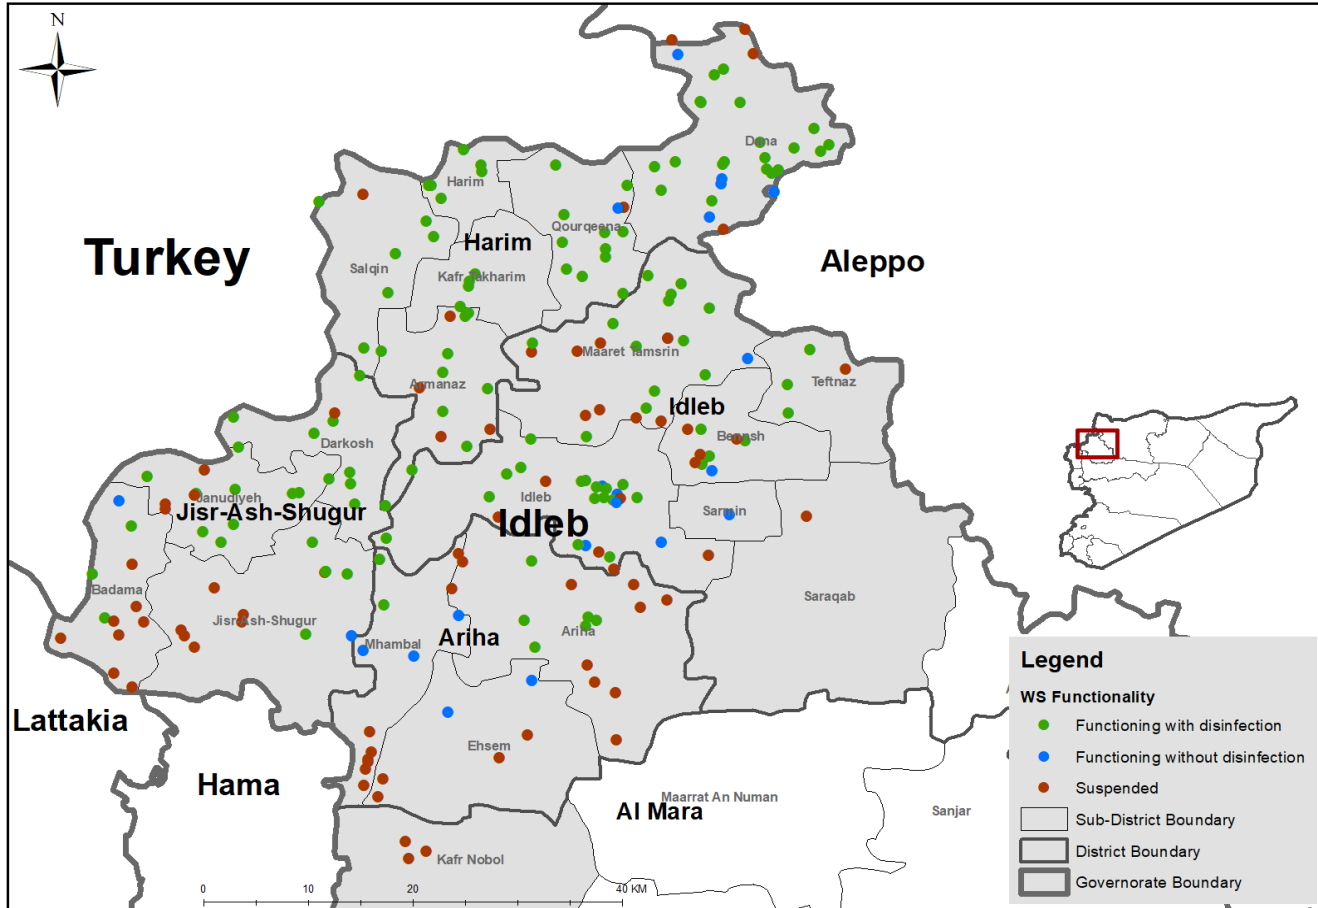 N
Dana
Harim
Qourqeena
Harim
Turkey
Salqin
Kafr Takharim
Aleppo
Maaret Tamsrin
Teftnaz
Armanaz
Idleb
Darkosh
Bennsh
Janudiyeh
Idleb
Jisr-Ash-Shugur
Sarmin
Idleb
Badama
Saraqab
Jisr-Ash-Shugur
Mhambal
Ariha
Ariha
Lattakia
Ehsem
Hama
Maarrat An Numan
Al Mara
Sanjar
Kafr Nobol
0 10 20 40 KM
Legend
WS Functionality
Functioning with disinfection
Functioning without disinfection
Suspended
Sub-District Boundary
District Boundary
Governorate Boundary